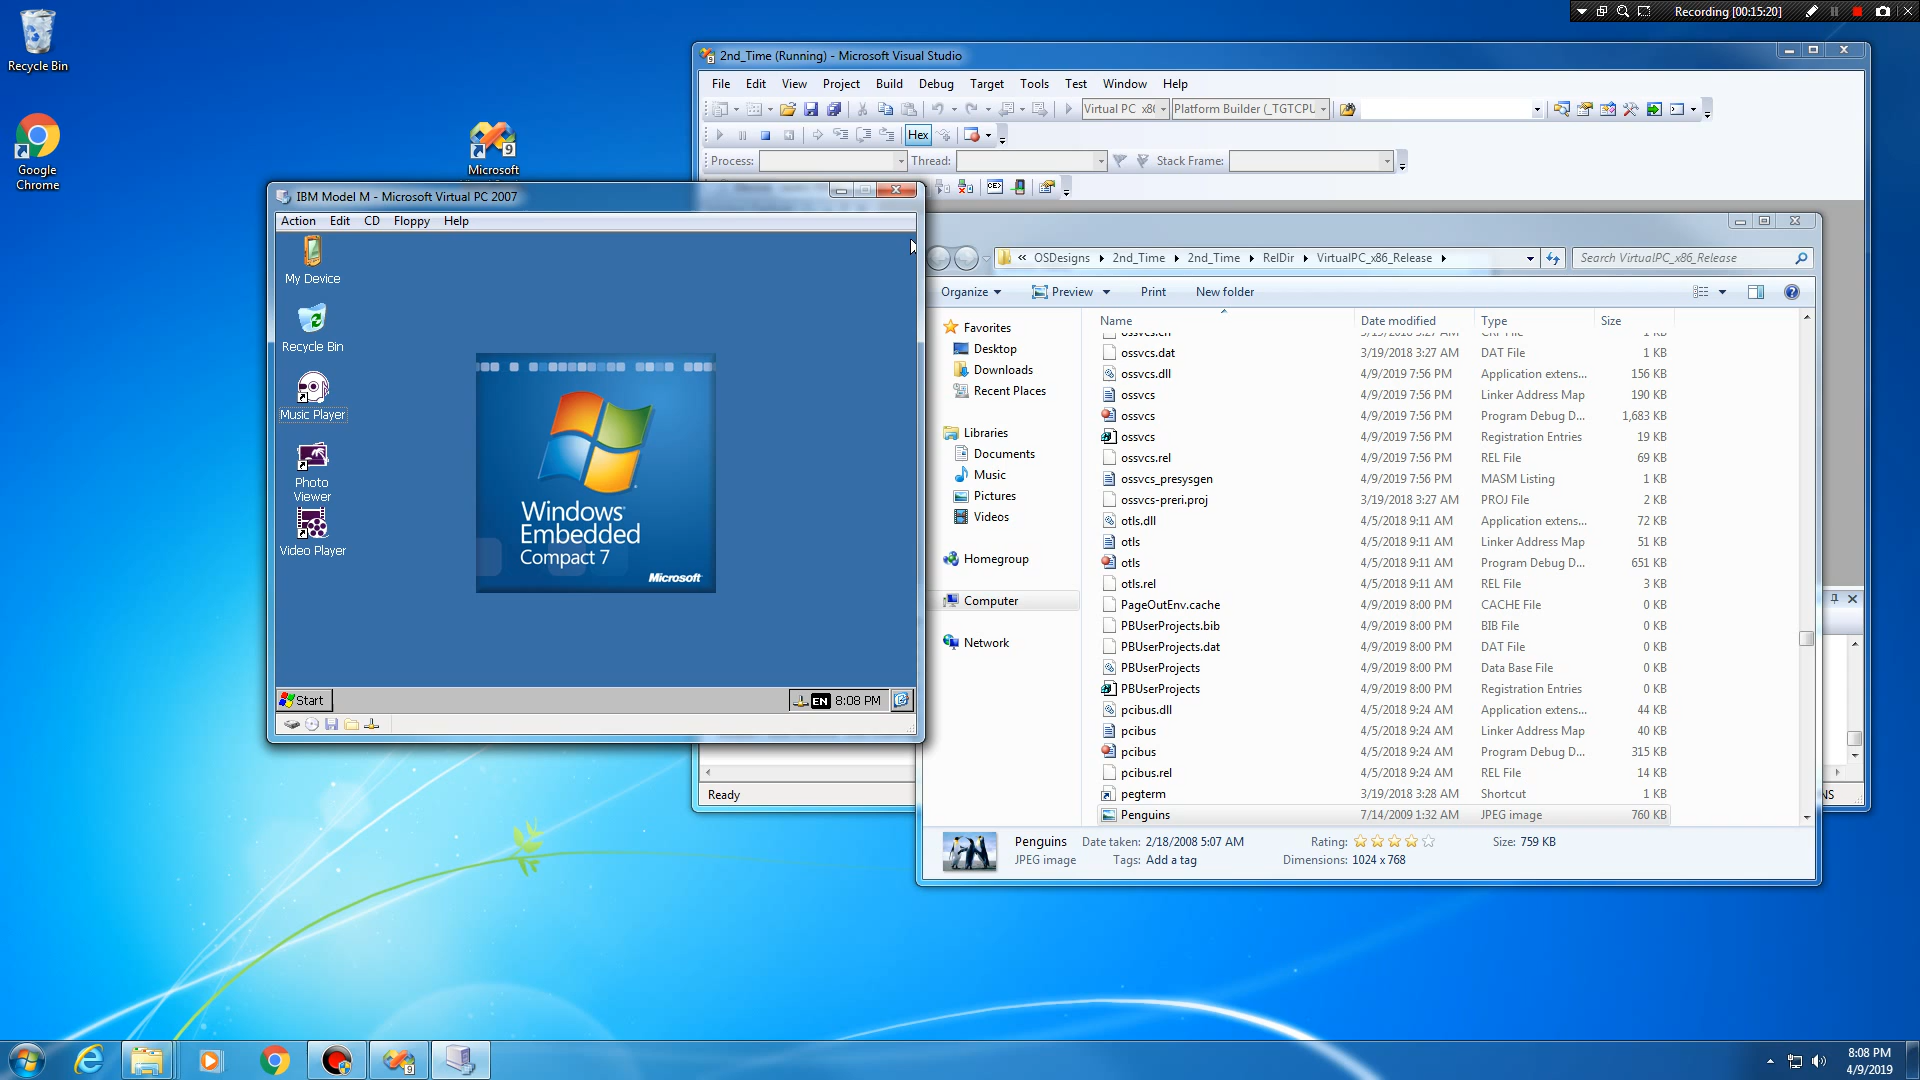 Recording [00:15:20]
Recycle Bin
Google
Chrome
Microsoft
2nd_Time (Running) - Microsoft Visual Studio
File Edit View Project Build Debug Target Tools Test Window Help
Virtual PC x86 Platform Builder (_TGTCPU
Hex
Process: Thread: Stack Frame:
IBM Model M - Microsoft Virtual PC 2007
Action Edit CD Floppy Help
My Device
Recycle Bin
Music Player
Photo
Viewer
Video Player
Windows
Embedded
Compact 7
Microsoft
Start EN 8:08 PM
Ready
« OSDesigns 2nd_Time 2nd_Time RelDir VirtualPC_x86_Release Search VirtualPC_x86_Release
Organize Preview Print New folder
Favorites
Desktop
Downloads
Recent Places
Libraries
Documents
Music
Pictures
Videos
Homegroup
Computer
Network
Name Date modified Type Size
ossvcs.dat 3/19/2018 3:27 AM DAT File 1 KB
ossvcs.dll 4/9/2019 7:56 PM Application extens... 156 KB
ossvcs 4/9/2019 7:56 PM Linker Address Map 190 KB
ossvcs 4/9/2019 7:56 PM Program Debug D... 1,683 KB
ossvcs 4/9/2019 7:56 PM Registration Entries 19 KB
ossvcs.rel 4/9/2019 7:56 PM REL File 69 KB
ossvcs_presysgen 4/9/2019 7:56 PM MASM Listing 1 KB
ossvcs-preri.proj 3/19/2018 3:27 AM PROJ File 2 KB
otls.dll 4/5/2018 9:11 AM Application extens... 72 KB
otls 4/5/2018 9:11 AM Linker Address Map 51 KB
otls 4/5/2018 9:11 AM Program Debug D... 651 KB
otls.rel 4/5/2018 9:11 AM REL File 3 KB
PageOutEnv.cache 4/9/2019 8:00 PM CACHE File 0 KB
PBUserProjects.bib 4/9/2019 8:00 PM BIB File 0 KB
PBUserProjects.dat 4/9/2019 8:00 PM DAT File 0 KB
PBUserProjects 4/9/2019 8:00 PM Data Base File 0 KB
PBUserProjects 4/9/2019 8:00 PM Registration Entries 0 KB
pcibus.dll 4/5/2018 9:24 AM Application extens... 44 KB
pcibus 4/5/2018 9:24 AM Linker Address Map 40 KB
pcibus 4/5/2018 9:24 AM Program Debug D... 315 KB
pcibus.rel 4/5/2018 9:24 AM REL File 14 KB
pegterm 3/19/2018 3:28 AM Shortcut 1 KB
Penguins 7/14/2009 1:32 AM JPEG image 760 KB
Penguins Date taken: 2/18/2008 5:07 AM Rating: Size: 759 KB
JPEG image Tags: Add a tag Dimensions: 1024 x 768
8:08 PM
4/9/2019